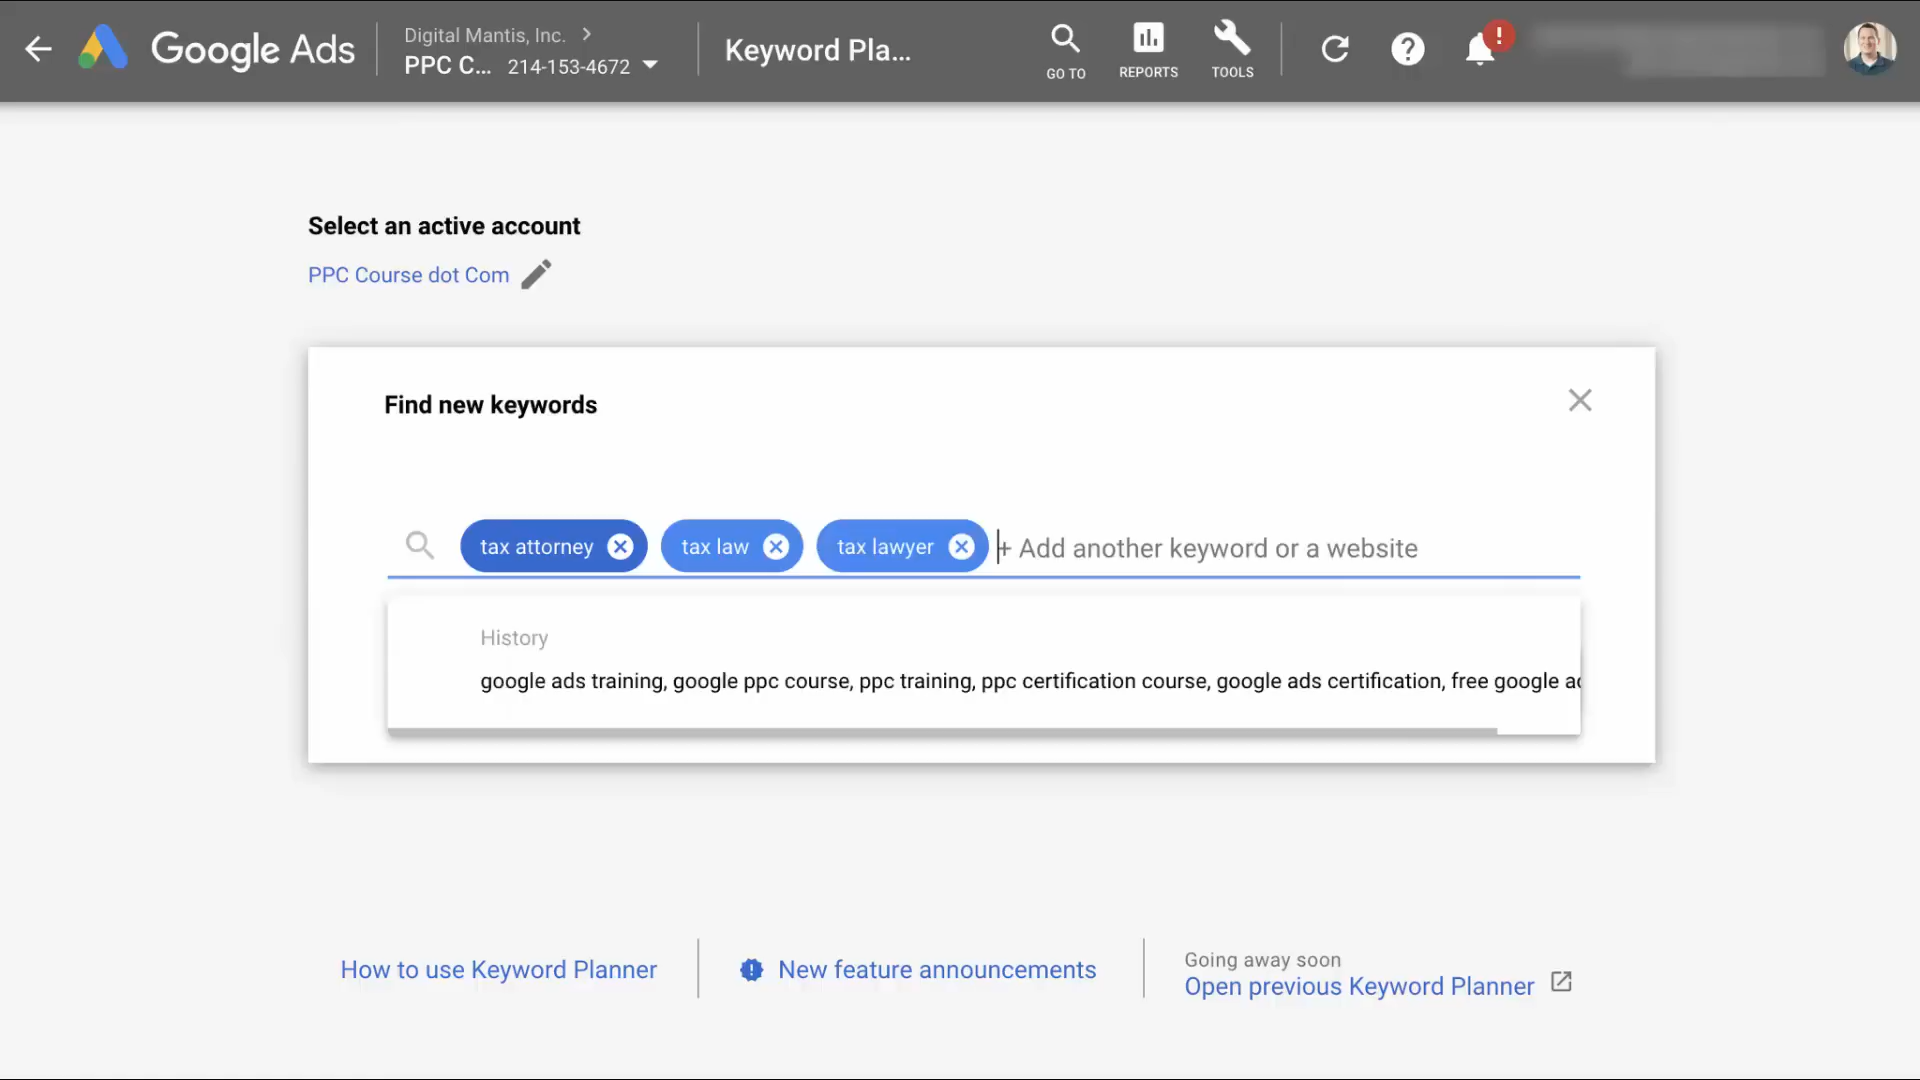 Google Ads
Digital Mantis, Inc.
PPC C... 214-153-4672
Keyword Pla...
GO TO
REPORTS
TOOLS
Select an active account
PPC Course dot Com
Find new keywords
tax attorney
tax law
tax lawyer
+ Add another keyword or a website
History
google ads training, google ppc course, ppc training, ppc certification course, google ads certification, free google ad
How to use Keyword Planner
New feature announcements
Going away soon
Open previous Keyword Planner